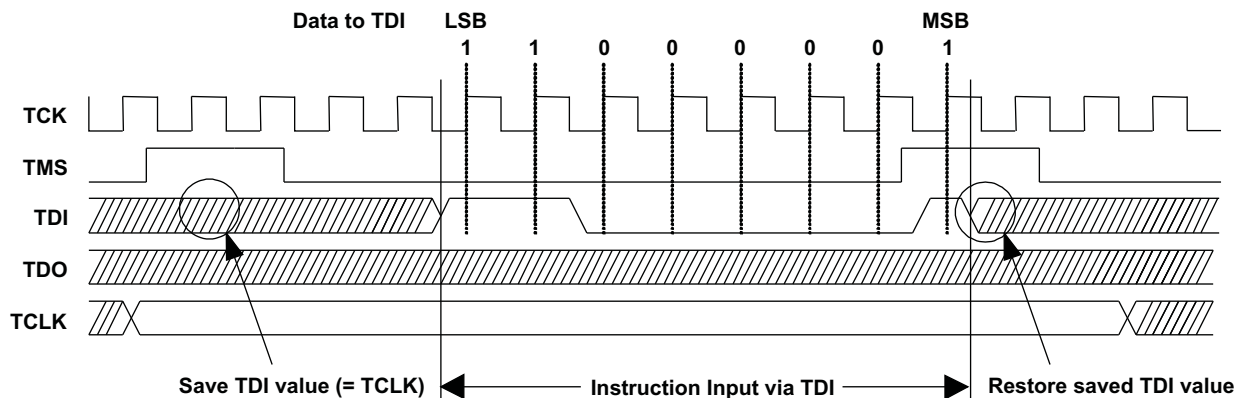 Data to TDI LSB MSB
1 1 0 0 0 0 0 1
TCK
TMS
TDI
TDO
TCLK
Save TDI value (= TCLK) Instruction Input via TDI Restore saved TDI value